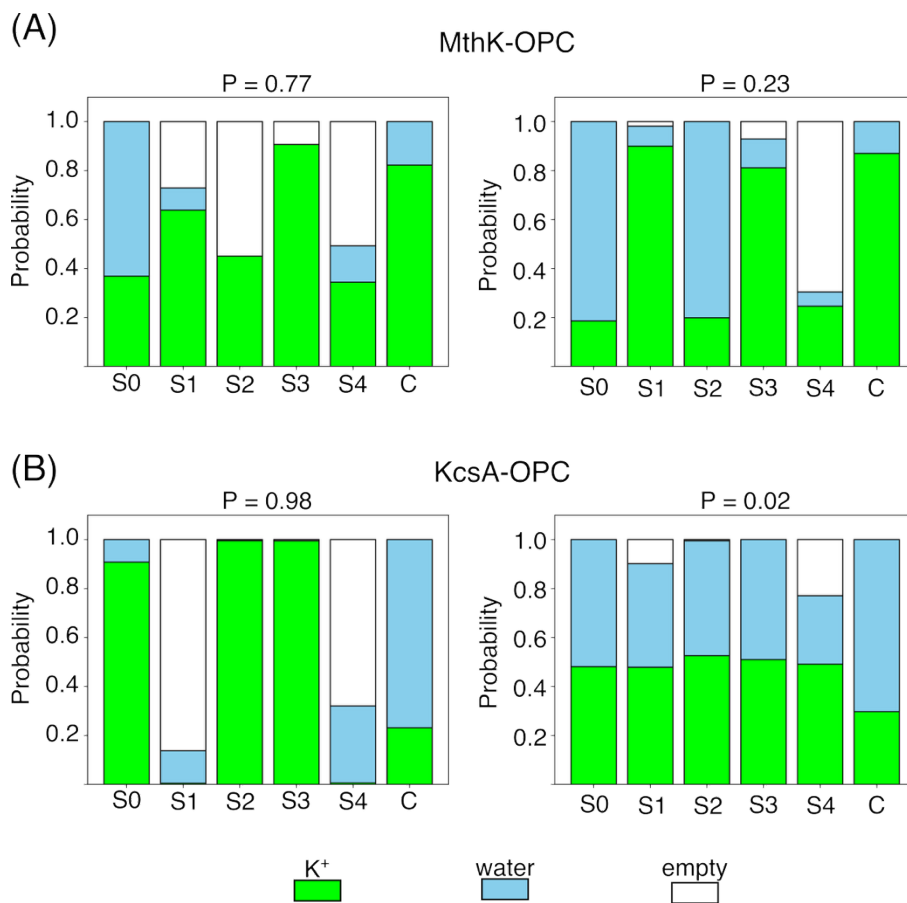 (A)
MthK-OPC
P = 0.77
P = 0.23
Probability
1.0
0.8
0.6
0.4
0.2
S0 S1 S2 S3 S4 C
Probability
1.0
0.8
0.6
0.4
0.2
S0 S1 S2 S3 S4 C
(B)
KcsA-OPC
P = 0.98
P = 0.02
Probability
1.0
0.8
0.6
0.4
0.2
S0 S1 S2 S3 S4 C
Probability
1.0
0.8
0.6
0.4
0.2
S0 S1 S2 S3 S4 C
K⁺ water empty